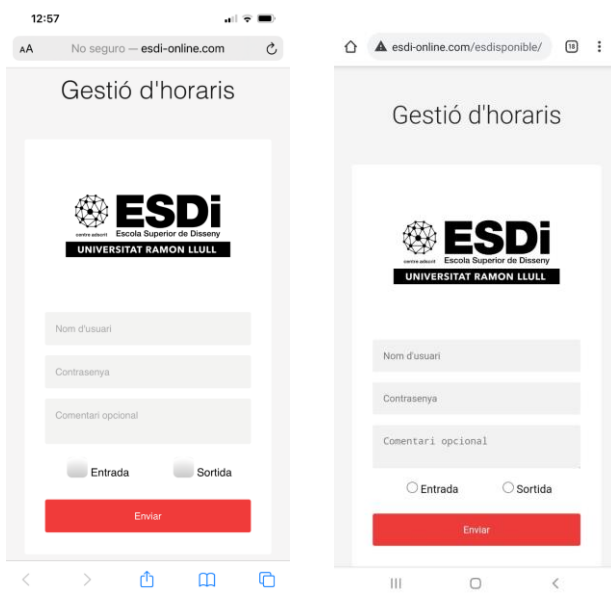 12:57
AA
No seguro — esdi-online.com
Gestió d'horaris
centre adscrit
ESDi
Escola Superior de Disseny
UNIVERSITAT RAMON LLULL
Nom d'usuari
Contrasenya
Comentari opcional
Entrada
Sortida
Enviar
esdi-online.com/esdisponible/
18
Gestió d'horaris
centre adscrit
ESDi
Escola Superior de Disseny
UNIVERSITAT RAMON LLULL
Nom d'usuari
Contrasenya
Comentari opcional
Entrada
Sortida
Enviar